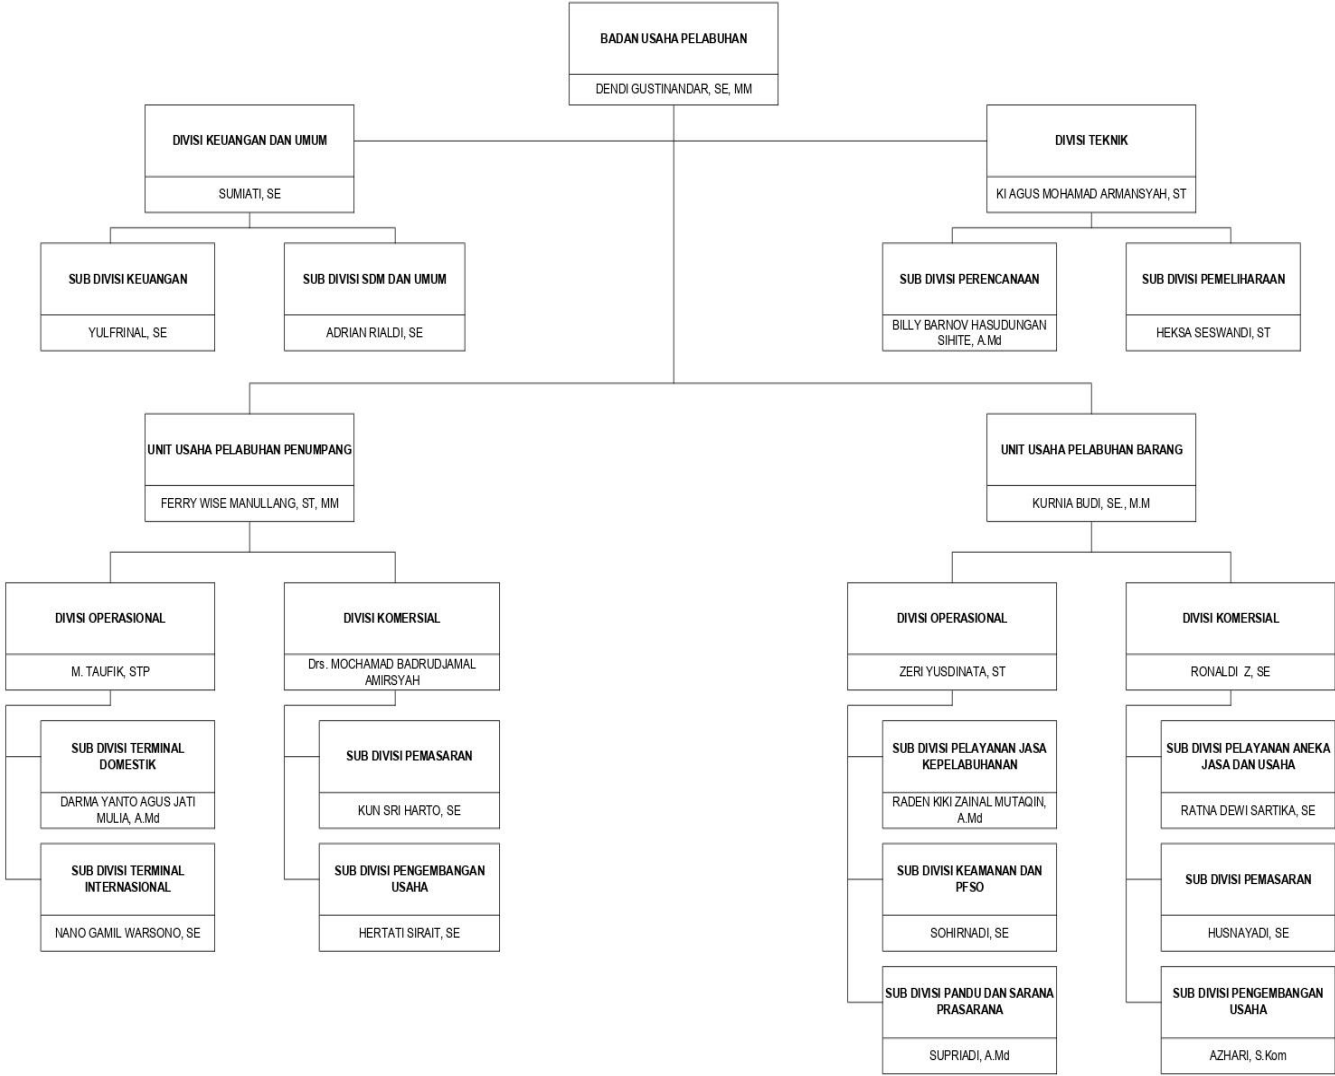 BADAN USAHA PELABUHAN
DENDI GUSTINANDAR, SE, MM
DIVISI KEUANGAN DAN UMUM
SUMIATI, SE
DIVISI TEKNIK
KI AGUS MOHAMAD ARMANSYAH, ST
SUB DIVISI KEUANGAN
YULFRINAL, SE
SUB DIVISI SDM DAN UMUM
ADRIAN RIALDI, SE
SUB DIVISI PERENCANAAN
BILLY BARNOV HASUDUNGAN
SIHITE, A.Md
SUB DIVISI PEMELIHARAAN
HEKSA SESWANDI, ST
UNIT USAHA PELABUHAN PENUMPANG
FERRY WISE MANULLANG, ST, MM
UNIT USAHA PELABUHAN BARANG
KURNIA BUDI, SE., M.M
DIVISI OPERASIONAL
M. TAUFIK, STP
DIVISI KOMERSIAL
Drs. MOCHAMAD BADRUDJAMAL
AMIRSYAH
DIVISI OPERASIONAL
ZERI YUSDINATA, ST
DIVISI KOMERSIAL
RONALDI Z, SE
SUB DIVISI TERMINAL
DOMESTIK
DARMA YANTO AGUS JATI
MULIA, A.Md
SUB DIVISI PEMASARAN
KUN SRI HARTO, SE
SUB DIVISI PELAYANAN JASA
KEPELABUHANAN
RADEN KIKI ZAINAL MUTAQIN,
A.Md
SUB DIVISI PELAYANAN ANEKA
JASA DAN USAHA
RATNA DEWI SARTIKA, SE
SUB DIVISI TERMINAL
INTERNASIONAL
NANO GAMIL WARSONO, SE
SUB DIVISI PENGEMBANGAN
USAHA
HERTATI SIRAIT, SE
SUB DIVISI KEAMANAN DAN
PFSO
SOHIRNADI, SE
SUB DIVISI PEMASARAN
HUSNAYADI, SE
SUB DIVISI PANDU DAN SARANA
PRASARANA
SUPRIADI, A.Md
SUB DIVISI PENGEMBANGAN
USAHA
AZHARI, S.Kom